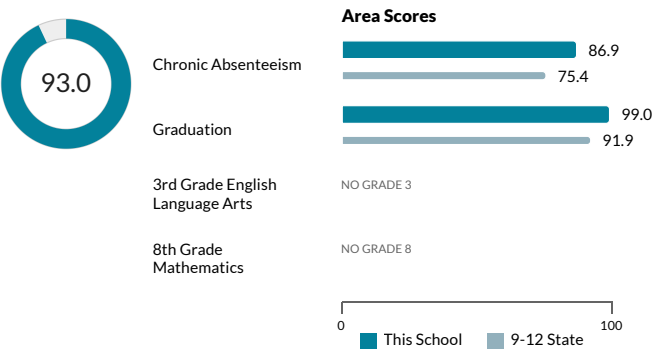 Area Scores
93.0
Chronic Absenteeism
86.9
75.4
Graduation
99.0
91.9
3rd Grade English
Language Arts
NO GRADE 3
8th Grade
Mathematics
NO GRADE 8
0
100
This School
9-12 State